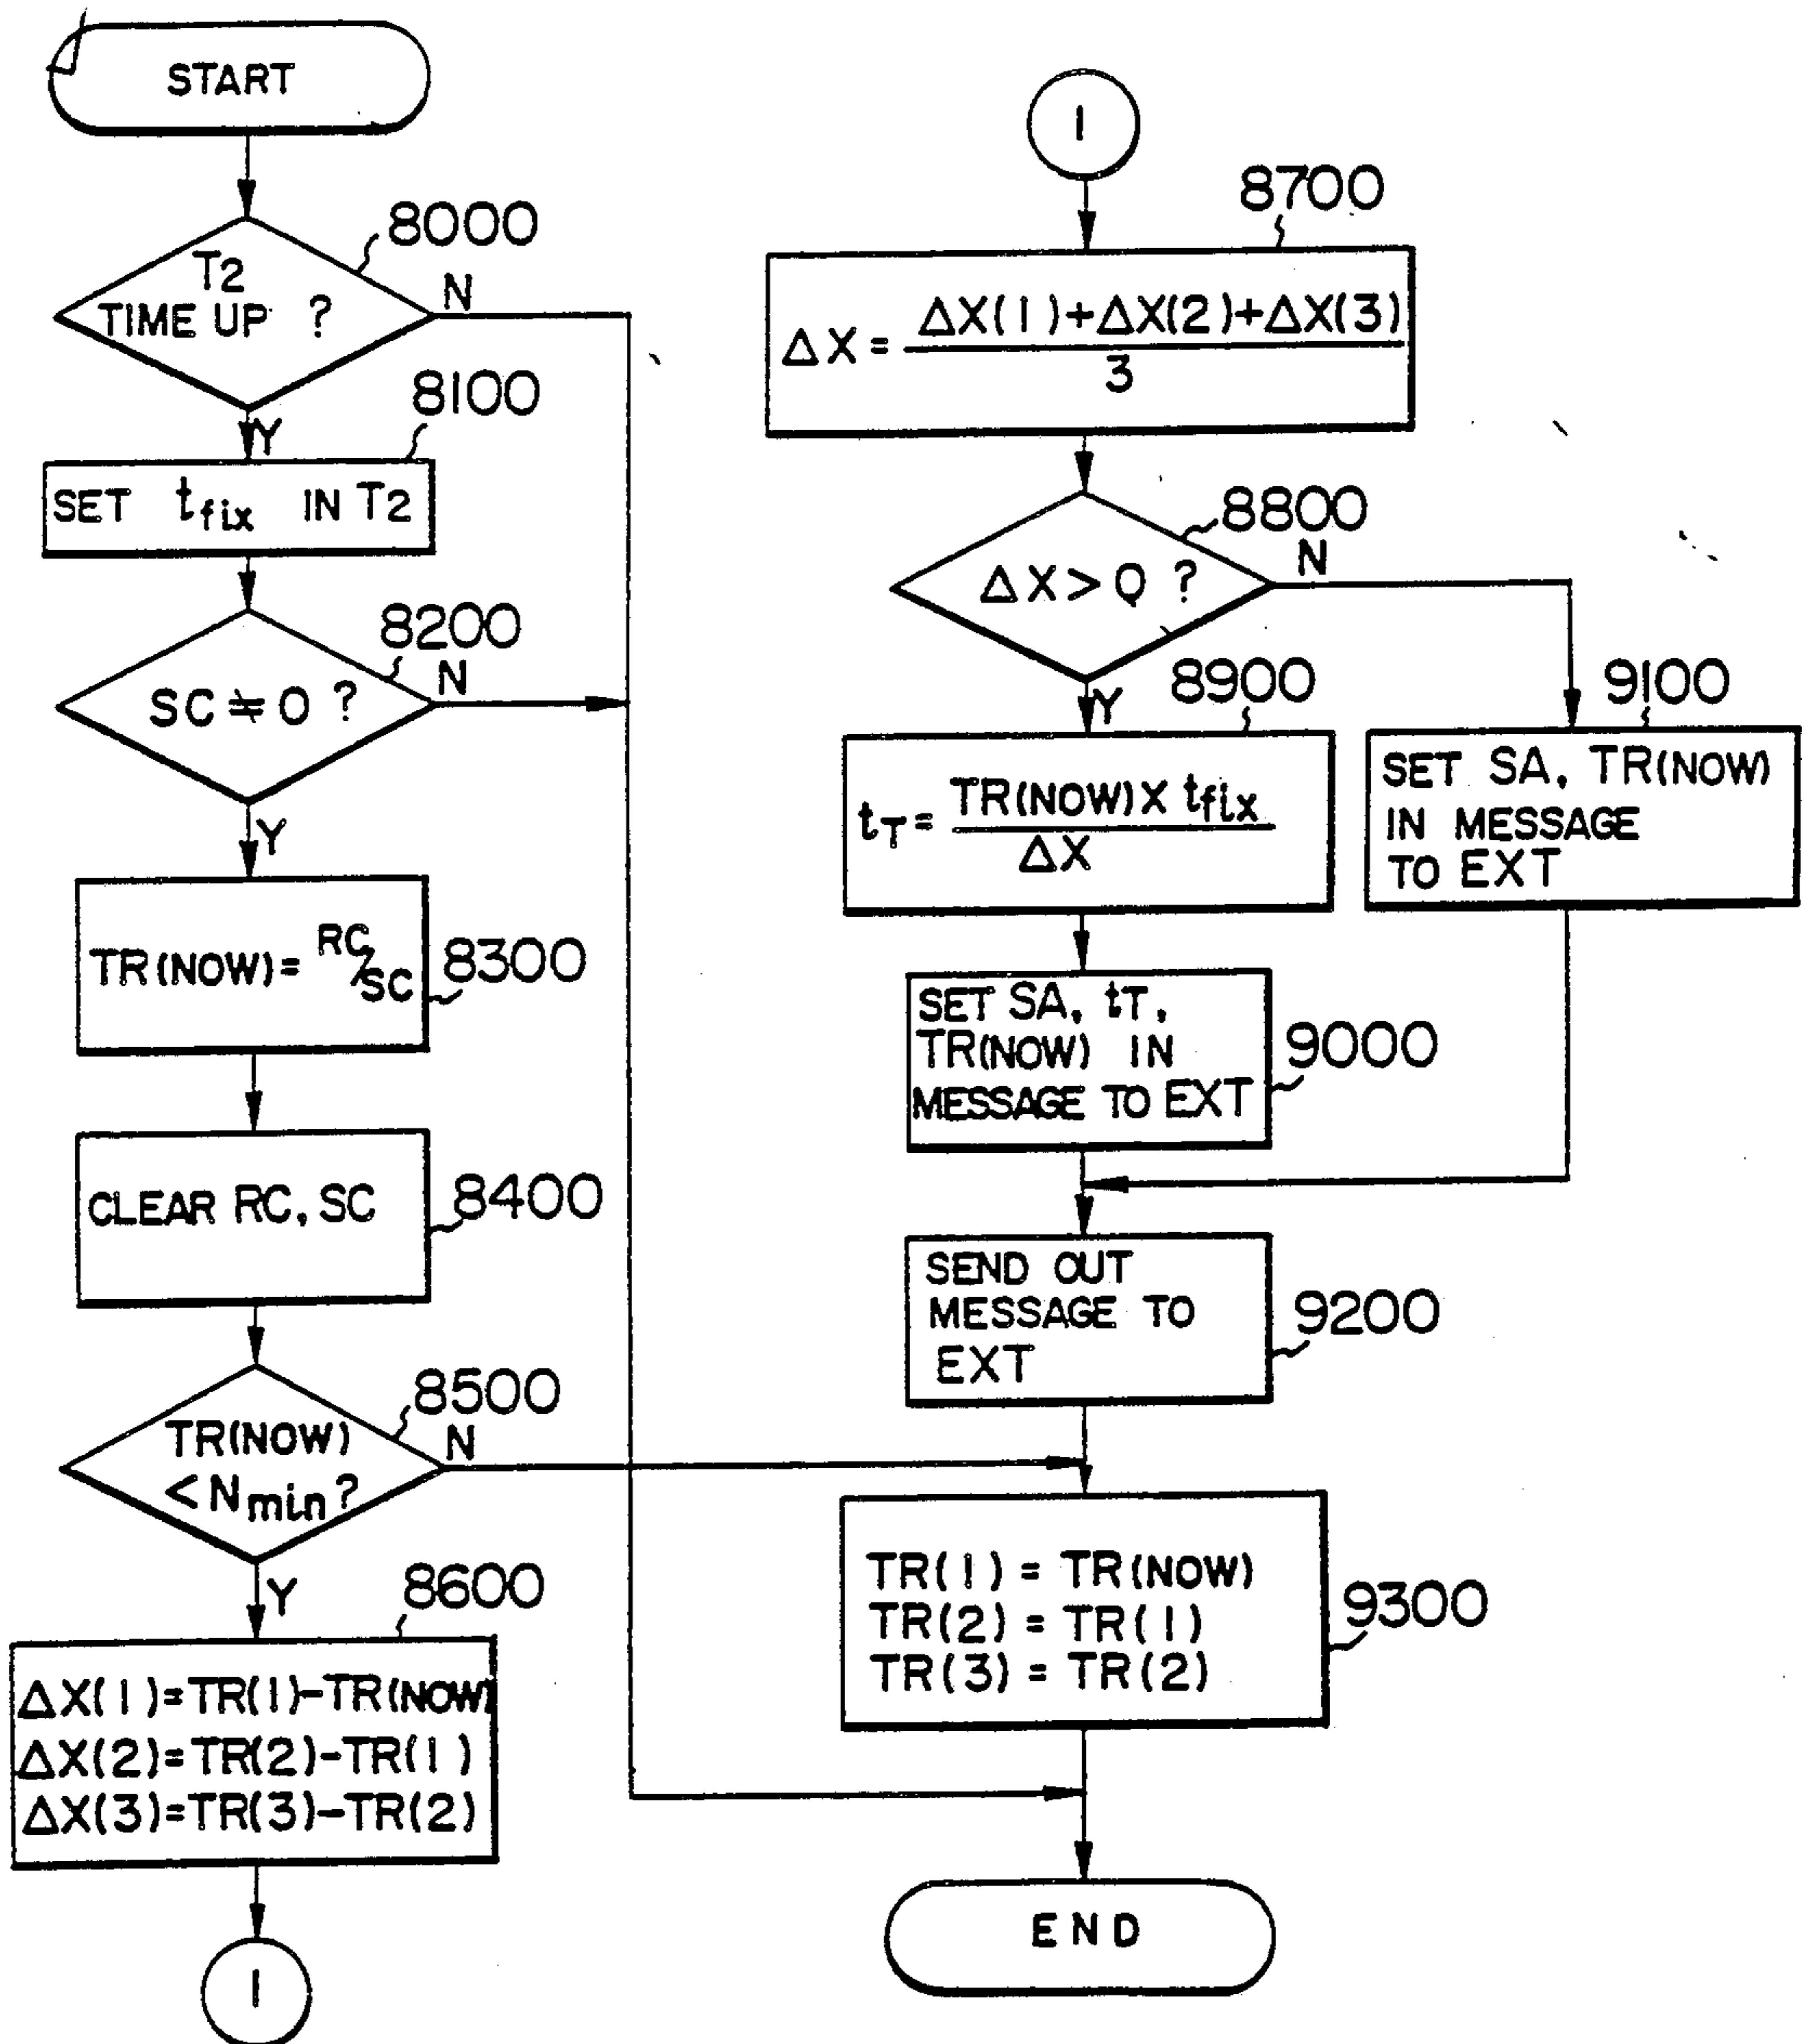 START
8000
T2
TIME UP ?
N
Y
8100
SET tfix IN T2
8200
SC ≠ 0 ?
N
Y
TR(NOW) = RC/SC
8300
CLEAR RC, SC
8400
8500
TR(NOW)
< Nmin ?
N
Y
8600
ΔX(1)=TR(1)-TR(NOW)
ΔX(2)=TR(2)-TR(1)
ΔX(3)=TR(3)-TR(2)
1
1
8700
ΔX = ΔX(1)+ΔX(2)+ΔX(3)
3
8800
ΔX > Q ?
N
Y
8900
tT = TR(NOW) X tfix
ΔX
9100
SET SA, TR(NOW)
IN MESSAGE
TO EXT
SET SA, tT,
TR(NOW) IN
MESSAGE TO EXT
9000
SEND OUT
MESSAGE TO
EXT
9200
TR(1) = TR(NOW)
TR(2) = TR(1)
TR(3) = TR(2)
9300
END